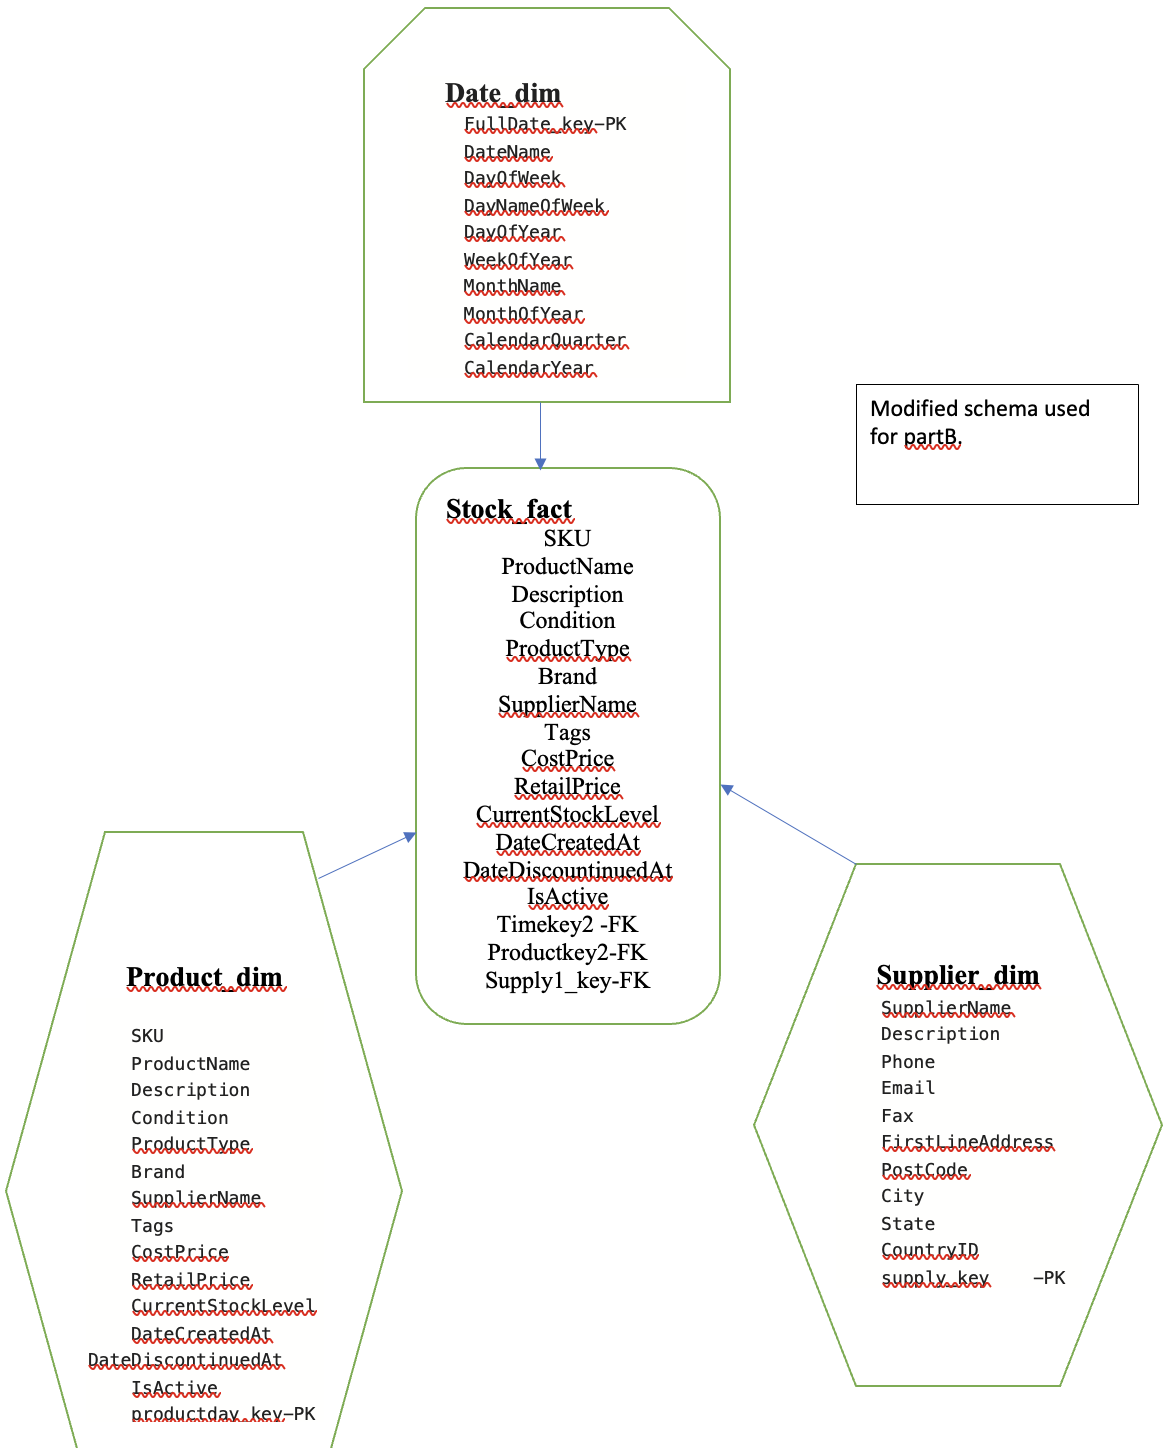 Date_dim
FullDate_key-PK
DateName
DayOfWeek
DayNameOfWeek
DayOfYear
WeekOfYear
MonthName
MonthOfYear
CalendarQuarter
CalendarYear
Modified schema used
for partB.
Stock_fact
SKU
ProductName
Description
Condition
ProductType
Brand
SupplierName
Tags
CostPrice
RetailPrice
CurrentStockLevel
DateCreatedAt
DateDiscountinuedAt
IsActive
Timekey2 -FK
Productkey2-FK
Supply1_key-FK
Product_dim
SKU
ProductName
Description
Condition
ProductType
Brand
SupplierName
Tags
CostPrice
RetailPrice
CurrentStockLevel
DateCreatedAt
DateDiscontinuedAt
IsActive
productday_key-PK
Supplier_dim
SupplierName
Description
Phone
Email
Fax
FirstLineAddress
PostCode
City
State
CountryID
supply_key -PK